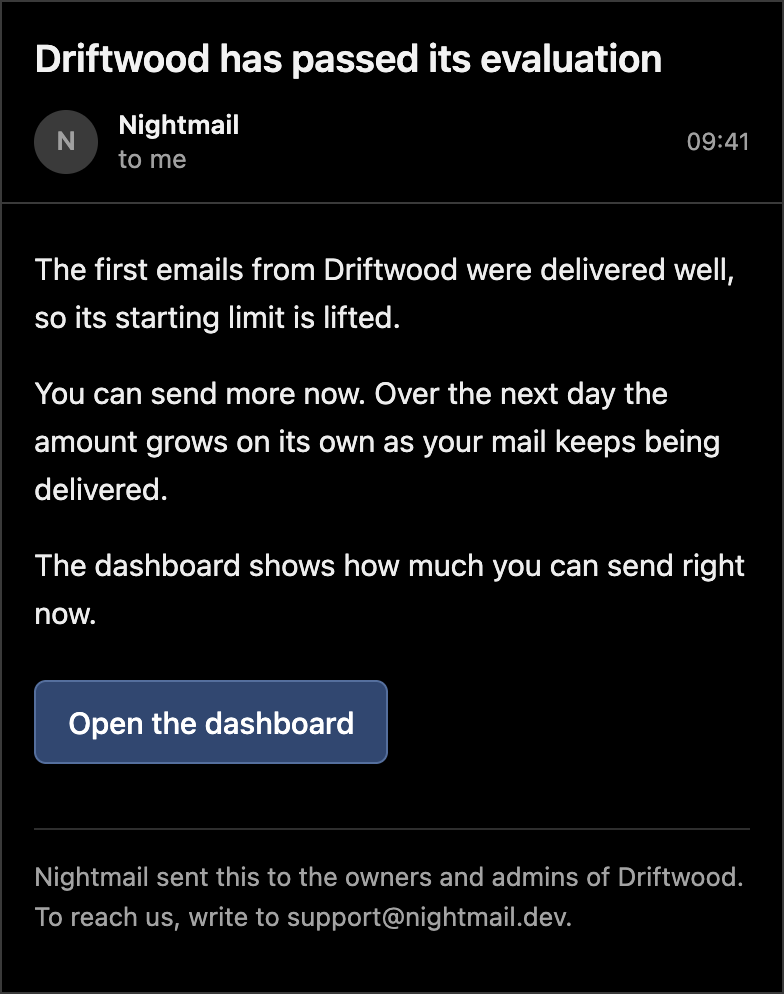 Driftwood has passed its evaluation
N
Nightmail
to me
09:41
The first emails from Driftwood were delivered well,
so its starting limit is lifted.
You can send more now. Over the next day the
amount grows on its own as your mail keeps being
delivered.
The dashboard shows how much you can send right
now.
Open the dashboard
Nightmail sent this to the owners and admins of Driftwood.
To reach us, write to support@nightmail.dev.